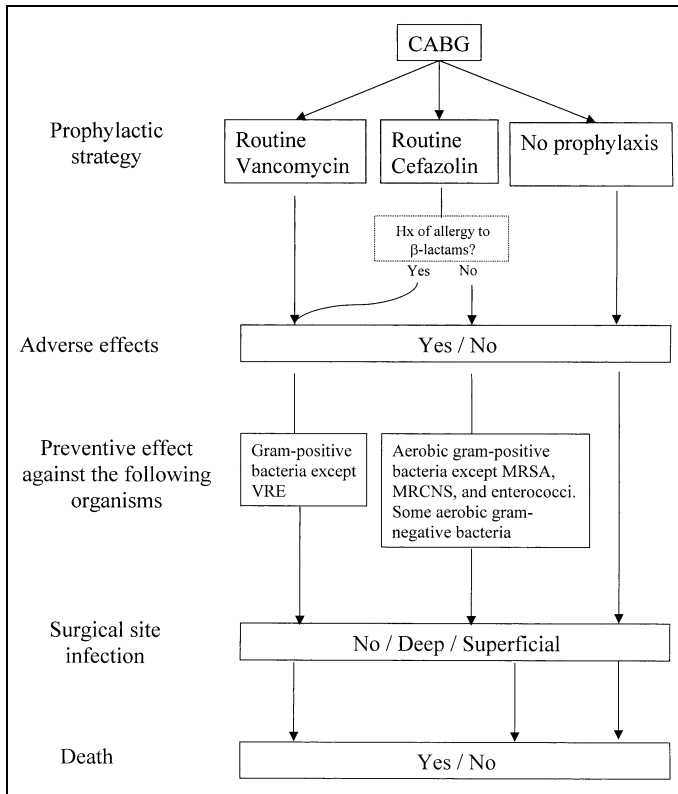 CABG
Prophylactic
strategy
Routine
Vancomycin
Routine
Cefazolin
No prophylaxis
Hx of allergy to
β-lactams?
Yes No
Adverse effects
Yes / No
Preventive effect
against the following
organisms
Gram-positive
bacteria except
VRE
Aerobic gram-positive
bacteria except MRSA,
MRCNS, and enterococci.
Some aerobic gram-
negative bacteria
Surgical site
infection
No / Deep / Superficial
Death
Yes / No